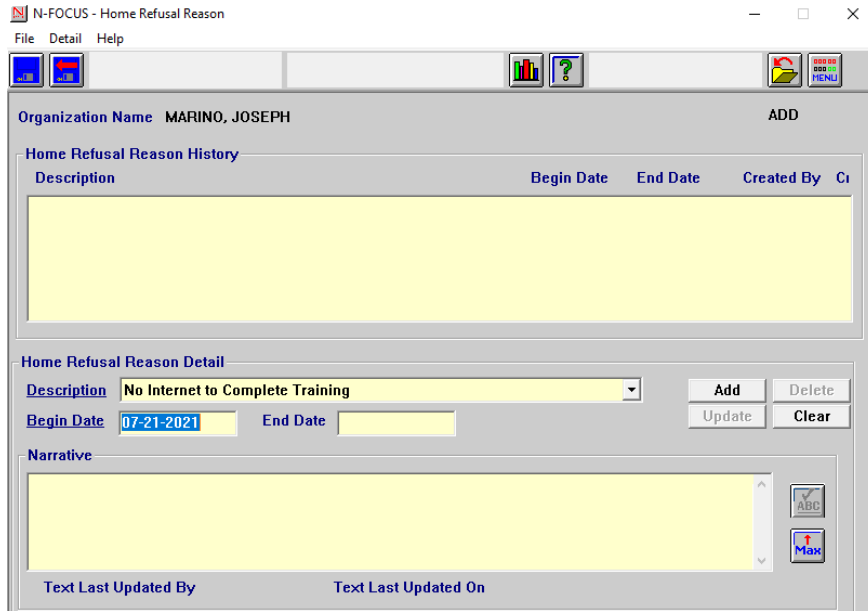 N-FOCUS - Home Refusal Reason
File Detail Help
MENU
Organization Name MARINO, JOSEPH ADD
Home Refusal Reason History
Description Begin Date End Date Created By
Home Refusal Reason Detail
Description No Internet to Complete Training Add Delete
Begin Date 07-21-2021 End Date Update Clear
Narrative
ABC
Max
Text Last Updated By Text Last Updated On